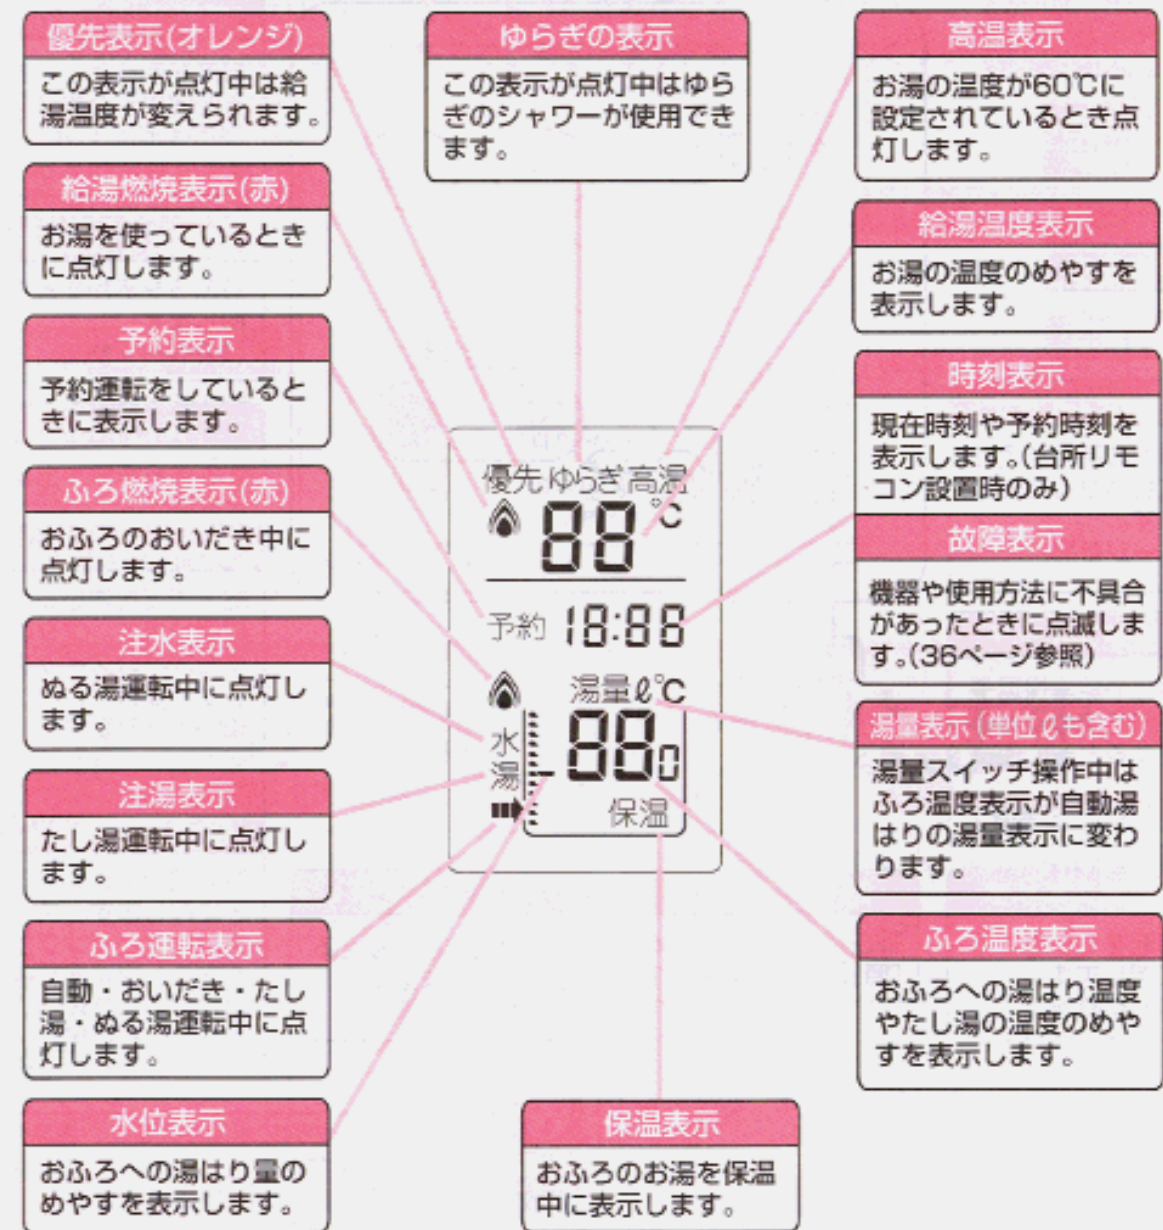 優先表示(オレンジ)
この表示が点灯中は給
湯温度が変えられます。
給湯燃焼表示(赤)
お湯を使っているとき
に点灯します。
予約表示
予約運転をしていると
きに表示します。
ふろ燃焼表示(赤)
おふろのおいだき中に
点灯します。
注水表示
ぬる湯運転中に点灯し
ます。
注湯表示
たし湯運転中に点灯し
ます。
ふろ運転表示
自動・おいだき・たし
湯・ぬる湯運転中に点
灯します。
水位表示
おふろへの湯はり量の
めやすを表示します。
ゆらぎの表示
この表示が点灯中はゆら
ぎのシャワーが使用でき
ます。
優先 ゆらぎ 高温
88℃
予約 18:88
湯量ℓ℃
水
湯
880
保温
保温表示
おふろのお湯を保温
中に表示します。
高温表示
お湯の温度が60℃に
設定されているとき点
灯します。
給湯温度表示
お湯の温度のめやすを
表示します。
時刻表示
現在時刻や予約時刻を
表示します。(台所リモ
コン設置時のみ)
故障表示
機器や使用方法に不具合
があったときに点滅しま
す。(36ページ参照)
湯量表示(単位ℓも含む)
湯量スイッチ操作中は
ふろ温度表示が自動湯
はりの湯量表示に変わ
ります。
ふろ温度表示
おふろへの湯はり温度
やたし湯の温度のめや
すを表示します。